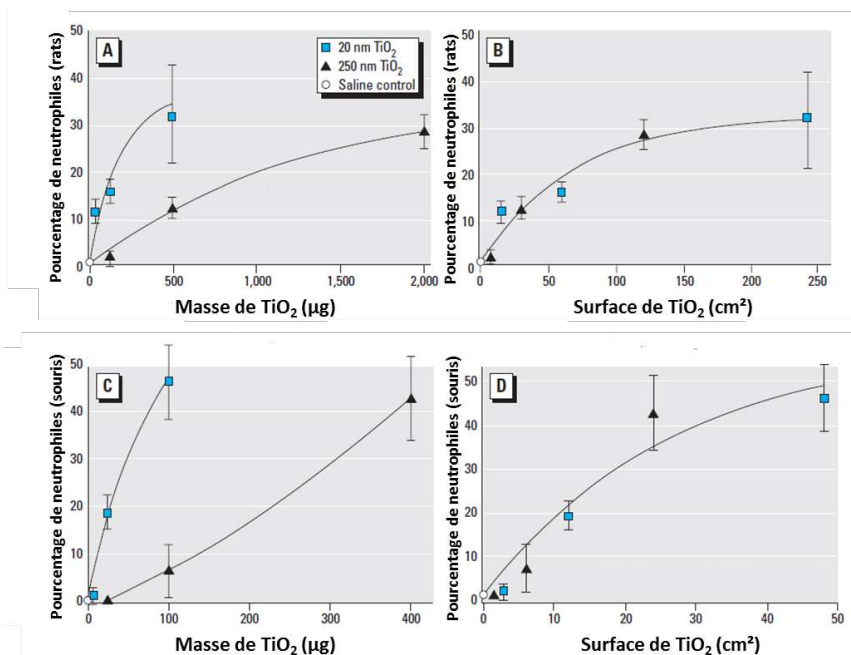 A
20 nm TiO₂
250 nm TiO₂
Saline control
Pourcentage de neutrophiles (rats)
50
40
30
20
10
0
0 500 1,000 1,500 2,000
Masse de TiO₂ (µg)
B
Pourcentage de neutrophiles (rats)
50
40
30
20
10
0
0 50 100 150 200 250
Surface de TiO₂ (cm²)
C
Pourcentage de neutrophiles (souris)
50
40
30
20
10
0
0 100 200 300 400
Masse de TiO₂ (µg)
D
Pourcentage de neutrophiles (souris)
50
40
30
20
10
0
0 10 20 30 40 50
Surface de TiO₂ (cm²)